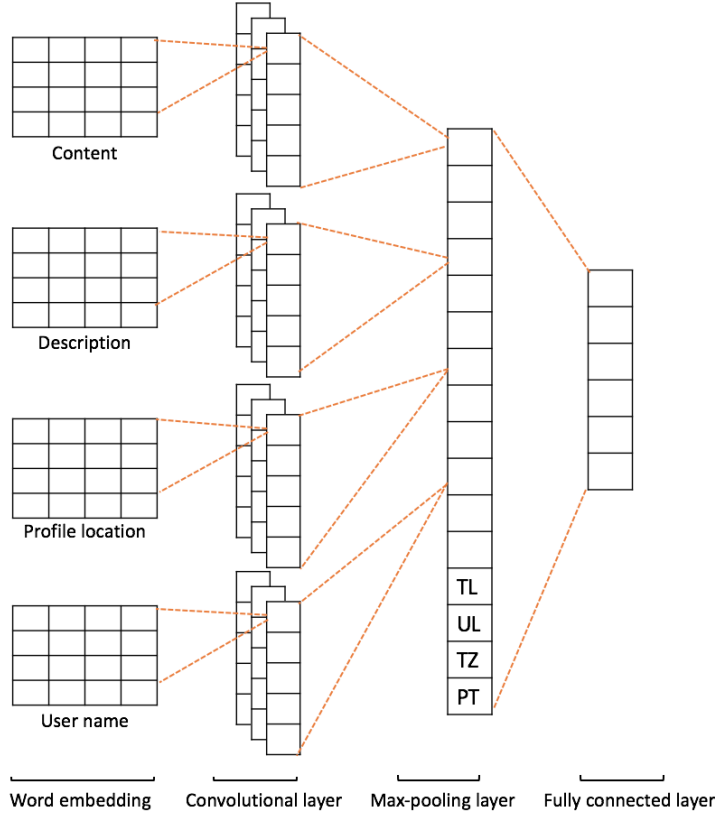 Content
Description
Profile location
User name
TL
UL
TZ
PT
Word embedding
Convolutional layer
Max-pooling layer
Fully connected layer